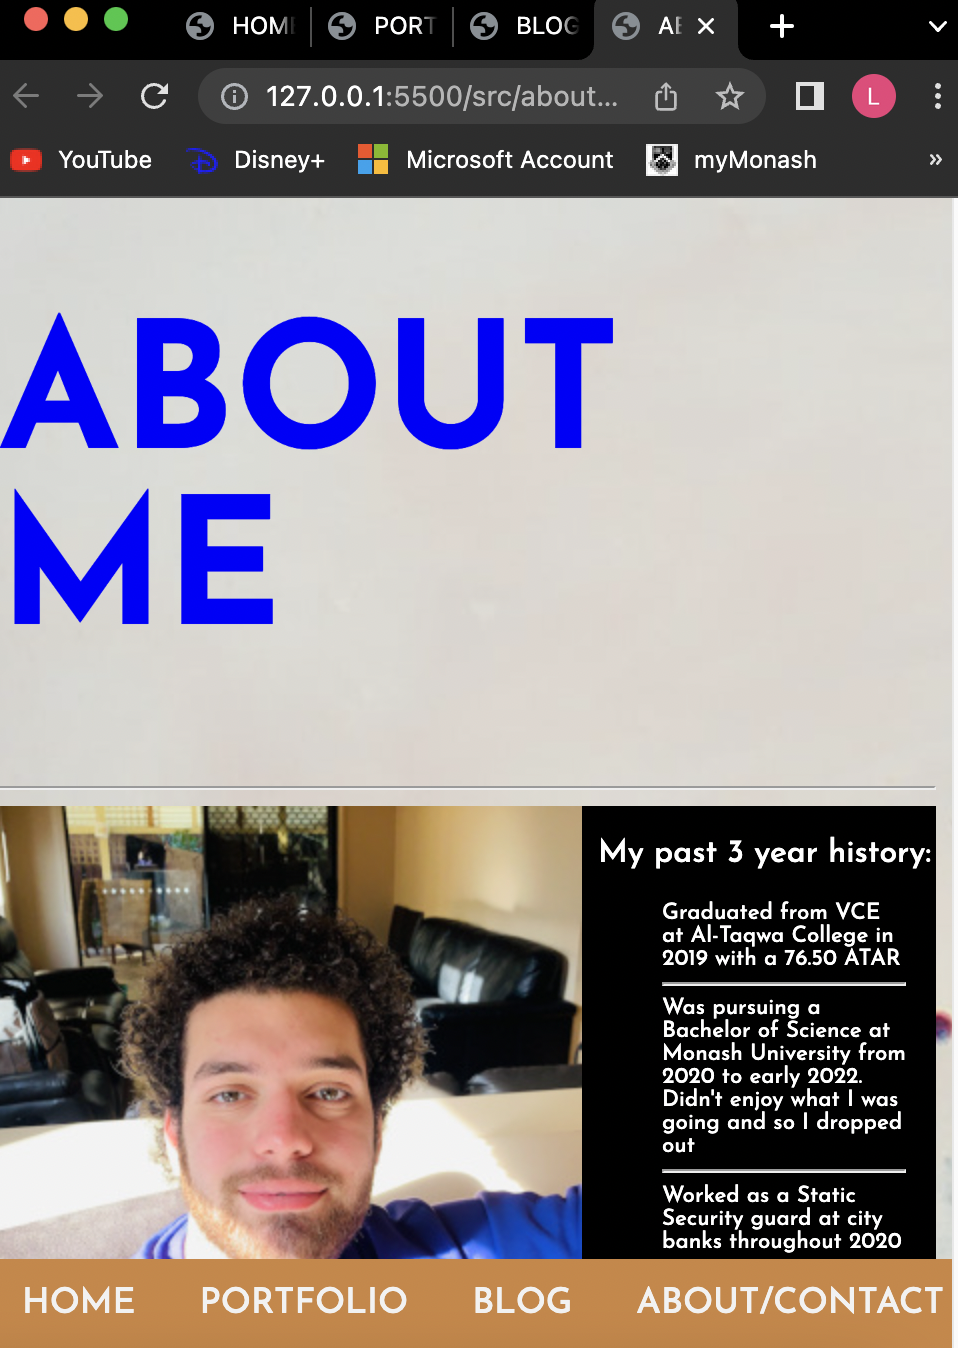 HOME PORT BLOG AB
127.0.0.1:5500/src/about...
L
YouTube Disney+ Microsoft Account myMonash »
ABOUT
ME
My past 3 year history:
Graduated from VCE
at Al-Taqwa College in
2019 with a 76.50 ATAR
Was pursuing a
Bachelor of Science at
Monash University from
2020 to early 2022.
Didn't enjoy what I was
going and so I dropped
out
Worked as a Static
Security guard at city
banks throughout 2020
HOME PORTFOLIO BLOG ABOUT/CONTACT